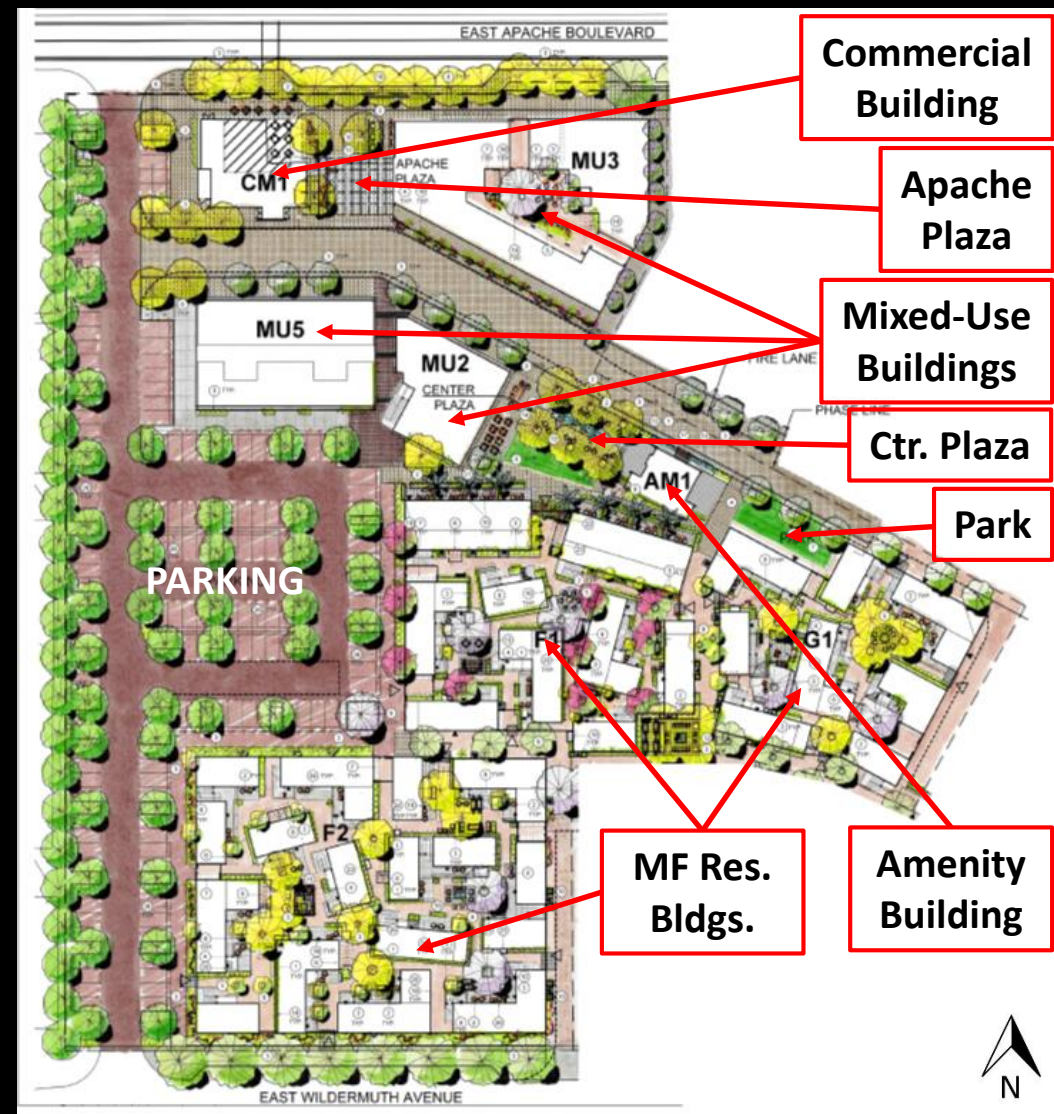 EAST APACHE BOULEVARD
Commercial
Building
MU3
APACHE
PLAZA
CM1
Apache
Plaza
MU5
MU2
CENTER
PLAZA
Mixed-Use
Buildings
FIRE LANE
PHASE LINE
Ctr. Plaza
AM1
Park
PARKING
F1
G1
F2
MF Res.
Bldgs.
Amenity
Building
EAST WILDERMUTH AVENUE
N